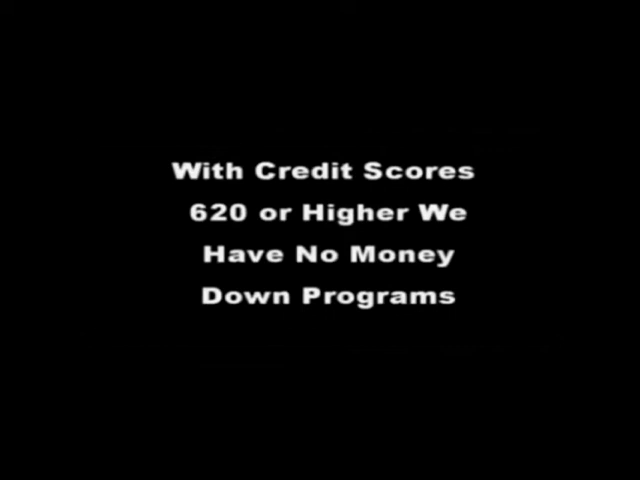 With Credit Scores
620 or Higher We
Have No Money
Down Programs